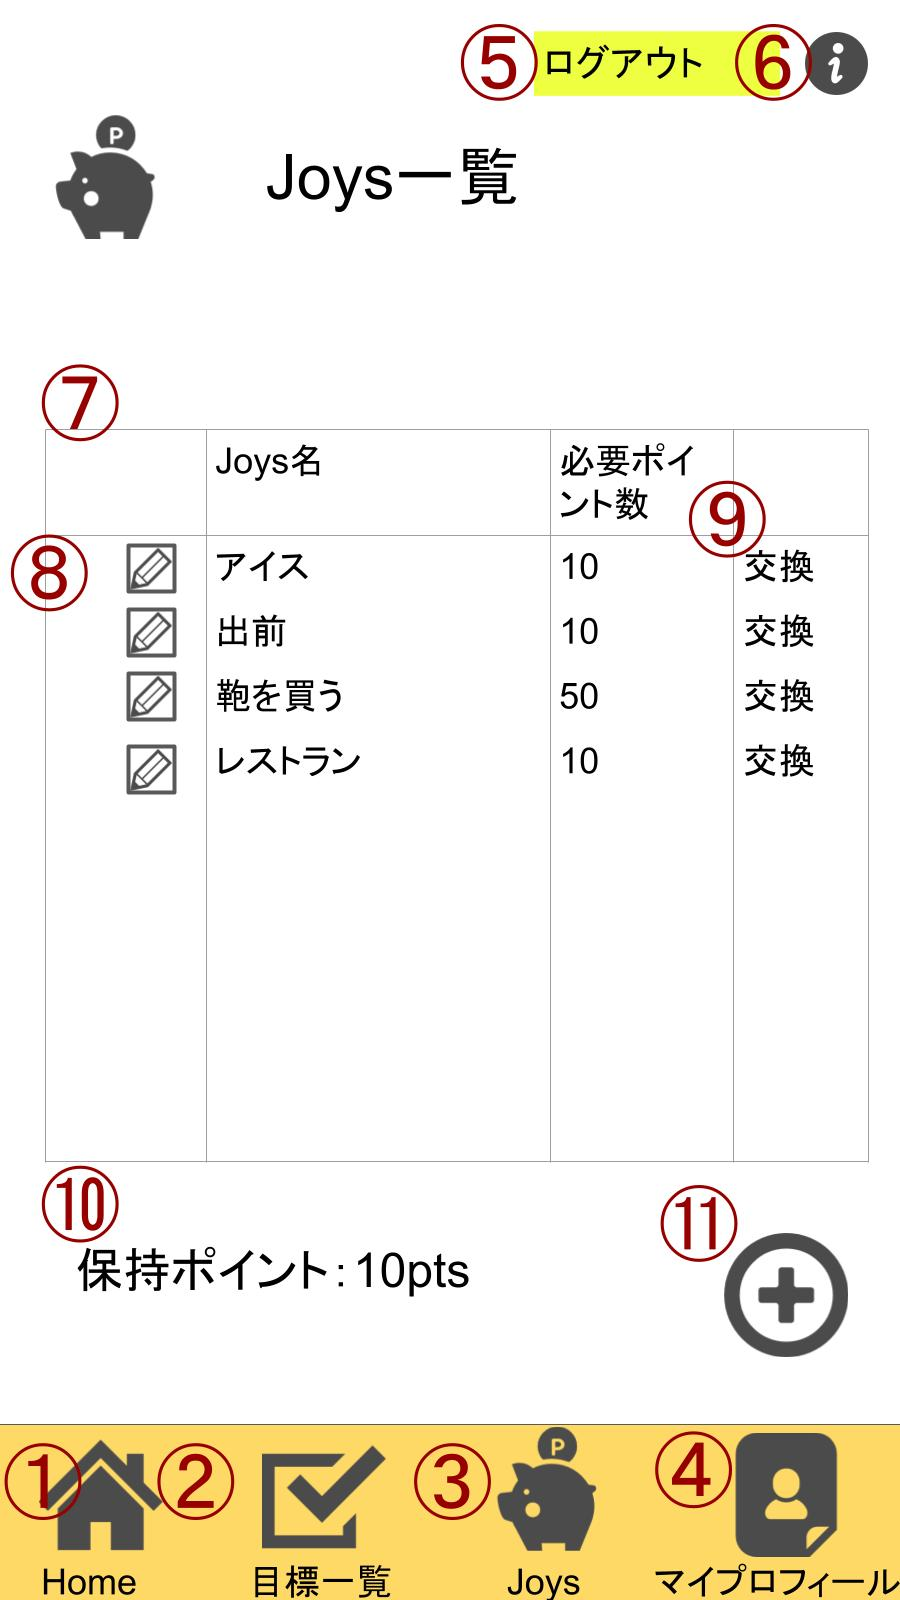 ⑤ログアウト ⑥
P
Joys一覧
⑦
Joys名
必要ポイ
ント数
⑨
⑧
アイス 10 交換
出前 10 交換
鞄を買う 50 交換
レストラン 10 交換
⑩
⑪
保持ポイント：10pts
P
① ② ③ ④
Home 目標一覧 Joys マイプロフィール